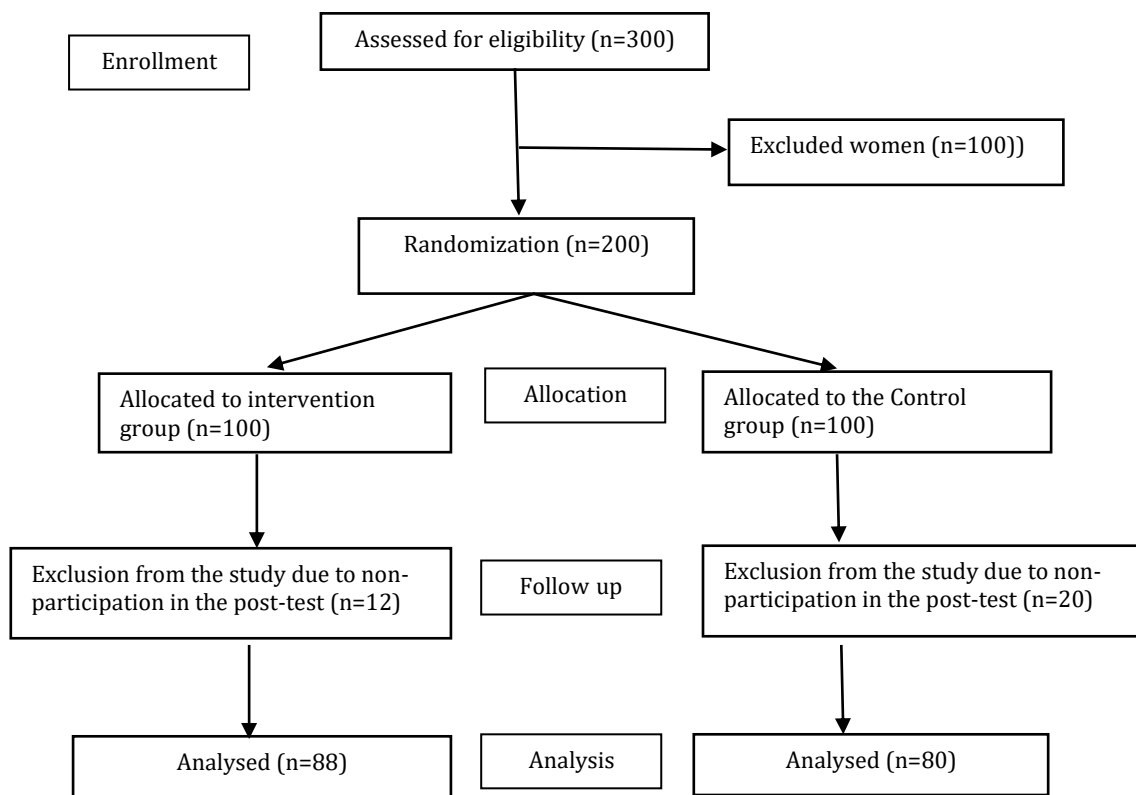 Assessed for eligibility (n=300)
Enrollment
Excluded women (n=100))
Randomization (n=200)
Allocated to intervention
group (n=100)
Allocation
Allocated to the Control
group (n=100)
Exclusion from the study due to non-
participation in the post-test (n=12)
Follow up
Exclusion from the study due to non-
participation in the post-test (n=20)
Analysed (n=88)
Analysis
Analysed (n=80)